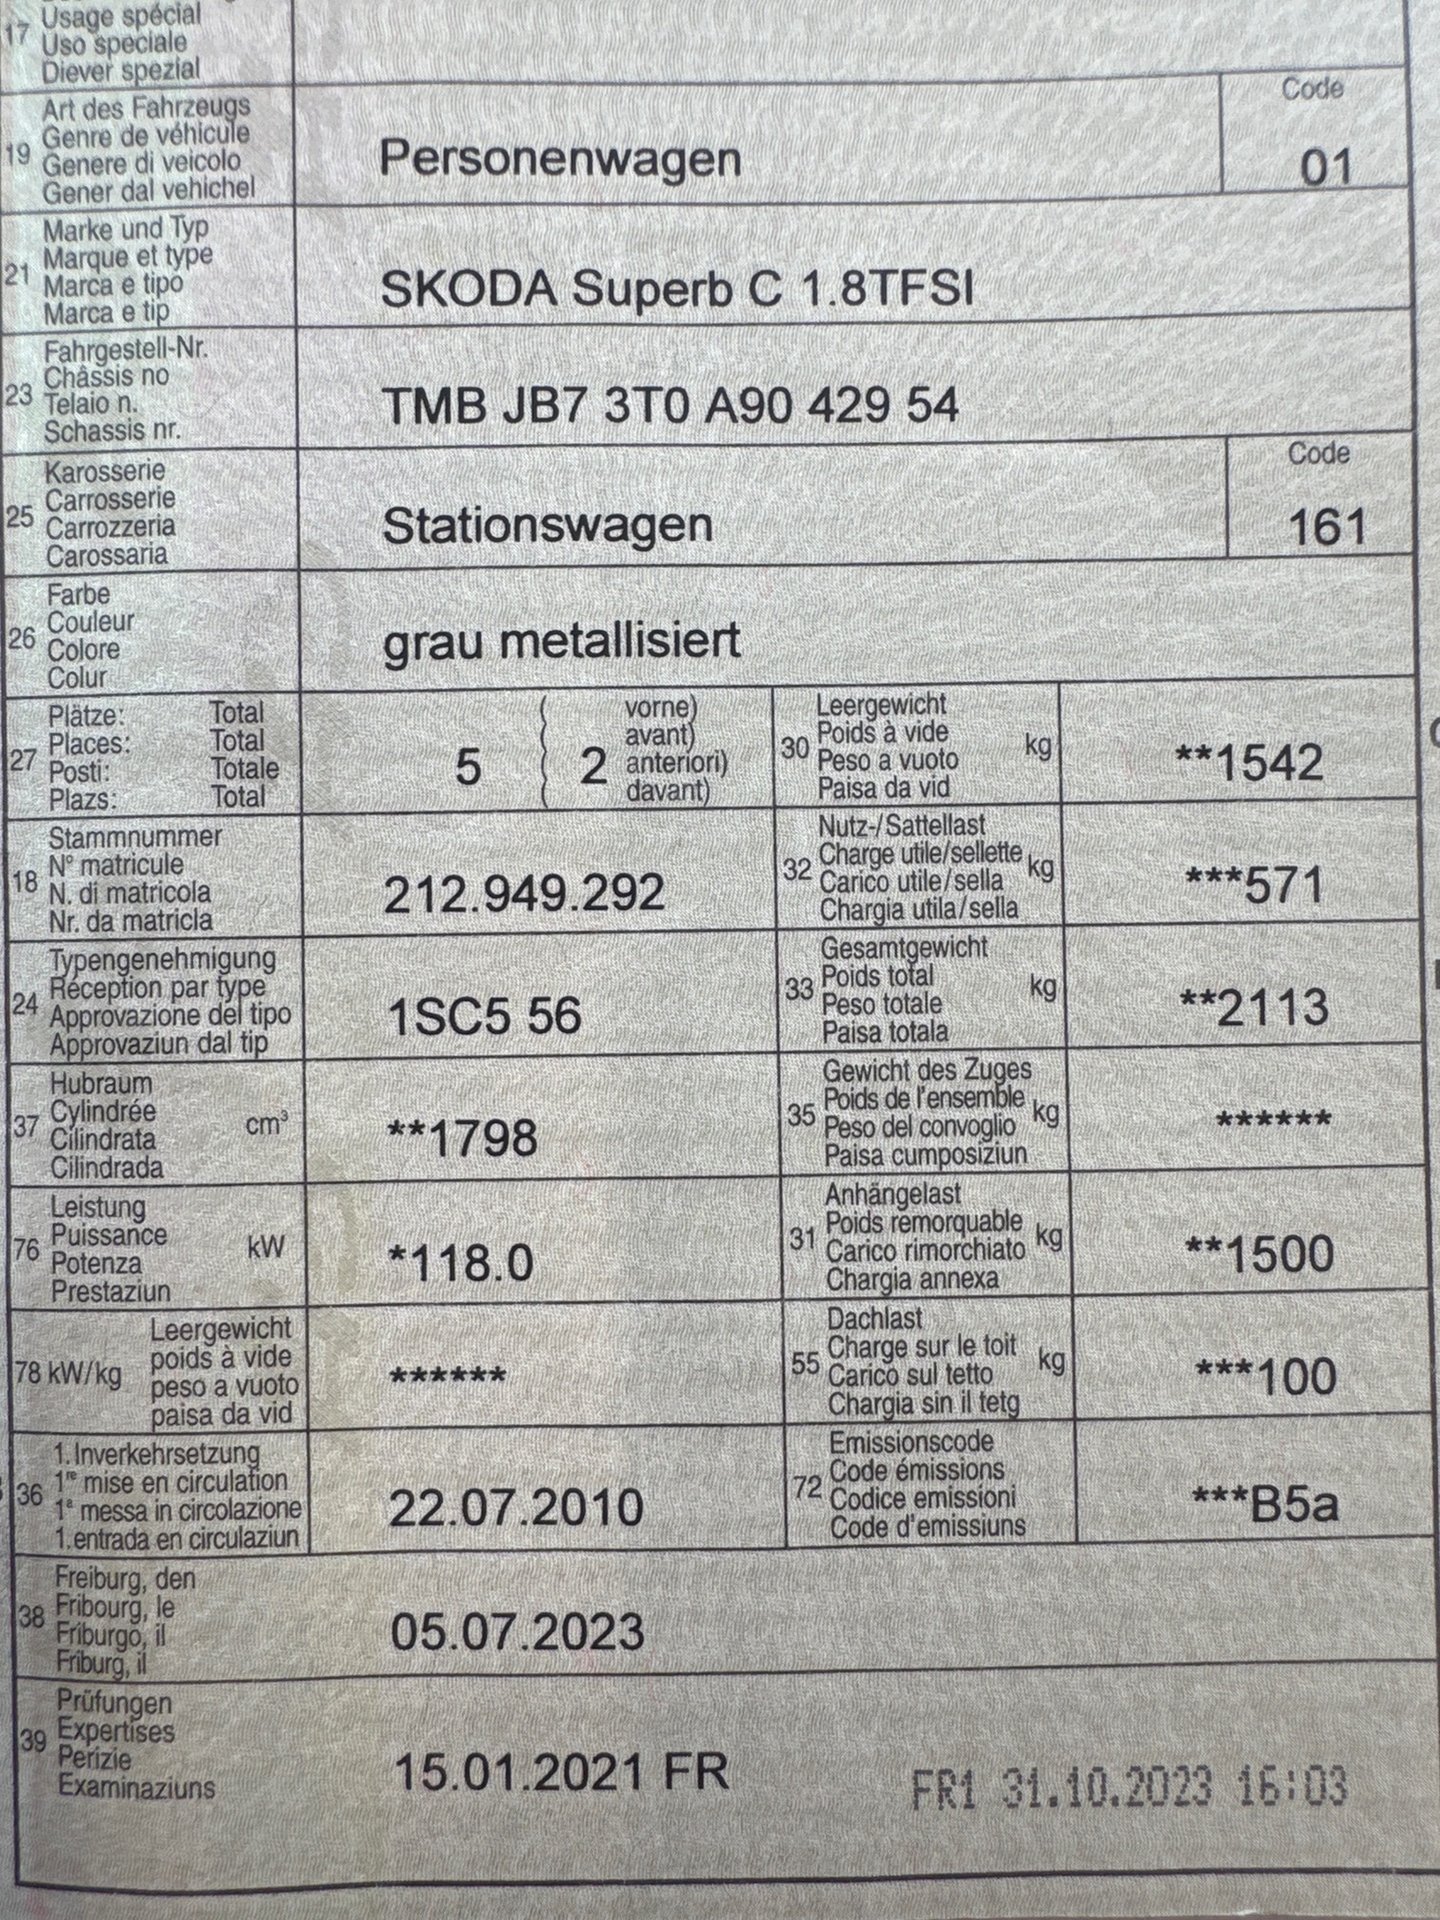 17 Usage spécial
Uso speciale
Diever spezial
19 Art des Fahrzeugs
Genre de véhicule
Genere di veicolo
Gener dal vehichel
Personenwagen
Code
01
21 Marke und Typ
Marque et type
Marca e tipo
Marca e tip
SKODA Superb C 1.8TFSI
23 Fahrgestell-Nr.
Châssis no
Telaio n.
Schassis nr.
TMB JB7 3T0 A90 429 54
25 Karosserie
Carrosserie
Carrozzeria
Carossaria
Stationswagen
Code
161
26 Farbe
Couleur
Colore
Colur
grau metallisiert
27 Plätze: Total
Places: Total
Posti: Totale
Plazs: Total
5 ( 2 vorne)
avant)
anteriori)
davant)
30 Leergewicht
Poids à vide
Peso a vuoto
Paisa da vid
kg
**1542
18 Stammnummer
N° matricule
N. di matricola
Nr. da matricla
212.949.292
32 Nutz-/Sattellast
Charge utile/sellette
Carico utile/sella
Chargia utila/sella
kg
***571
24 Typengenehmigung
Réception par type
Approvazione del tipo
Approvaziun dal tip
1SC5 56
33 Gesamtgewicht
Poids total
Peso totale
Paisa totala
kg
**2113
37 Hubraum
Cylindrée
Cilindrata
Cilindrada
cm³
**1798
35 Gewicht des Zuges
Poids de l'ensemble
Peso del convoglio
Paisa cumposiziun
kg
******
76 Leistung
Puissance
Potenza
Prestaziun
kW
*118.0
31 Anhängelast
Poids remorquable
Carico rimorchiato
Chargia annexa
kg
**1500
78 kW/kg Leergewicht
poids à vide
peso a vuoto
paisa da vid
******
55 Dachlast
Charge sur le toit
Carico sul tetto
Chargia sin il tetg
kg
***100
36 1. Inverkehrsetzung
1re mise en circulation
1a messa in circolazione
1. entrada en circulaziun
22.07.2010
72 Emissionscode
Code émissions
Codice emissioni
Code d'emissiuns
***B5a
38 Freiburg, den
Fribourg, le
Friburgo, il
Friburg, il
05.07.2023
39 Prüfungen
Expertises
Perizie
Examinaziuns
15.01.2021 FR
FR1 31.10.2023 16:03